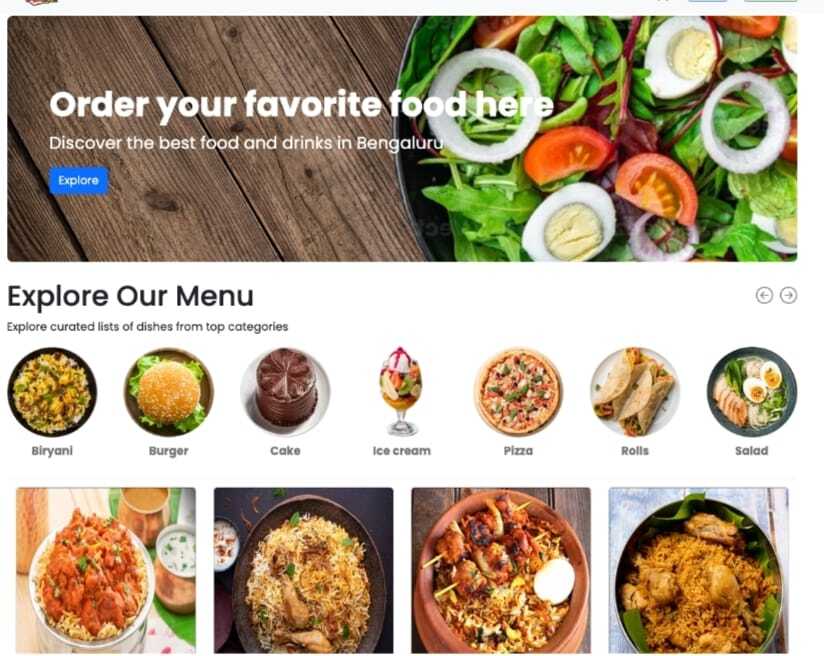 Order your favorite food here
Discover the best food and drinks in Bengaluru
Explore
Explore Our Menu
Explore curated lists of dishes from top categories
Biryani
Burger
Cake
Ice cream
Pizza
Rolls
Salad